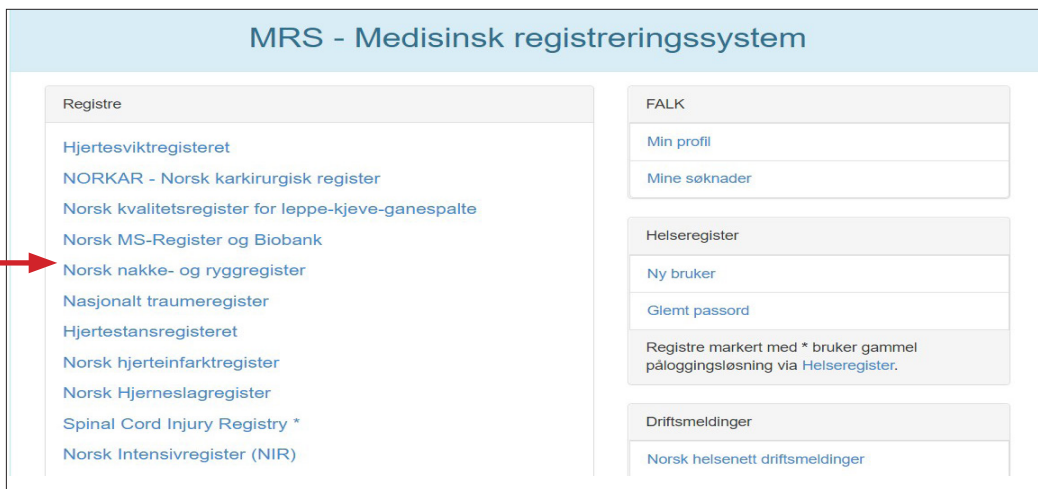 MRS - Medisinsk registreringssystem
Registre
Hjertesviktregisteret
NORKAR - Norsk karkirurgisk register
Norsk kvalitetsregister for leppe-kjeve-ganespalte
Norsk MS-Register og Biobank
Norsk nakke- og ryggregister
Nasjonalt traumeregister
Hjertestansregisteret
Norsk hjerteinfarktregister
Norsk Hjerneslagregister
Spinal Cord Injury Registry *
Norsk Intensivregister (NIR)
FALK
Min profil
Mine søknader
Helseregister
Ny bruker
Glemt passord
Registre markert med * bruker gammel
påloggingsløsning via Helseregister.
Driftsmeldinger
Norsk helsenett driftsmeldinger